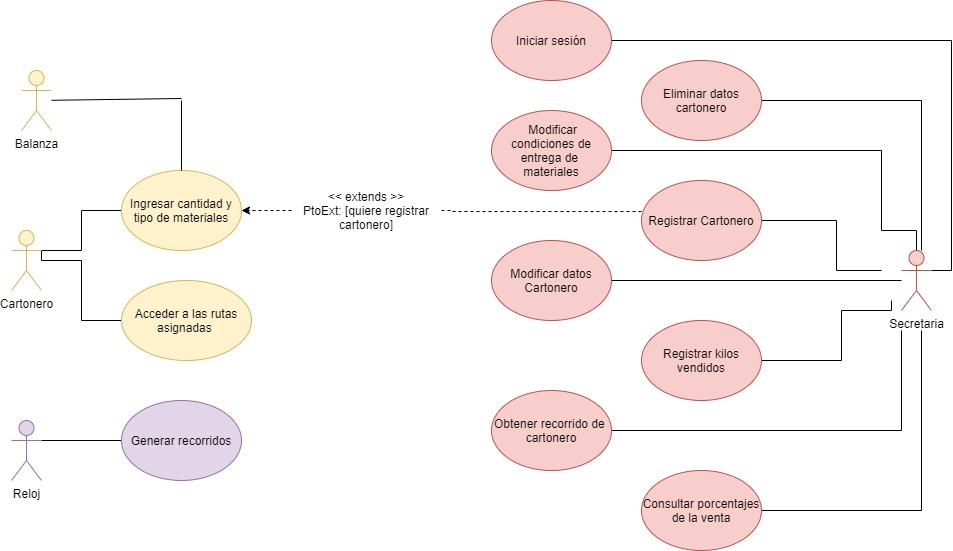 Iniciar sesión
Eliminar datos
cartonero
Modificar
condiciones de
entrega de
materiales
Balanza
Ingresar cantidad y
tipo de materiales
<< extends >>
PtoExt: [quiere registrar
cartonero]
Registrar Cartonero
Cartonero
Modificar datos
Cartonero
Secretaria
Acceder a las rutas
asignadas
Registrar kilos
vendidos
Obtener recorrido de
cartonero
Generar recorridos
Reloj
Consultar porcentajes
de la venta